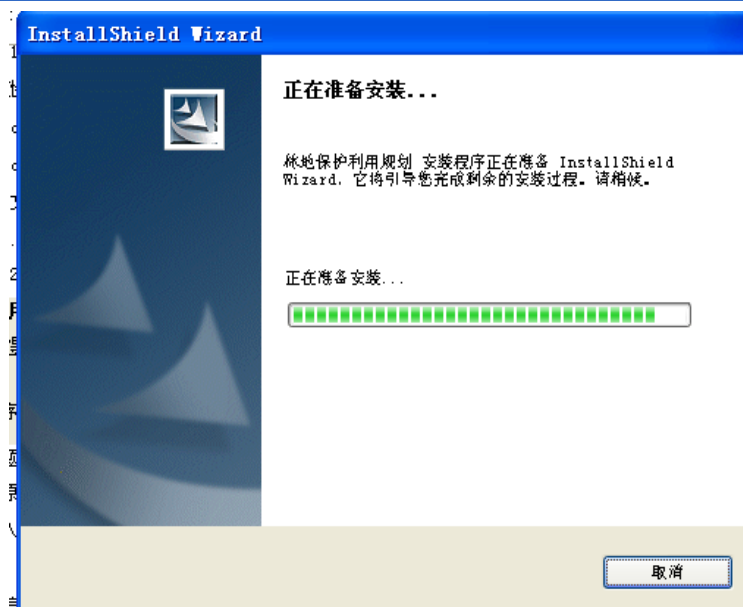 InstallShield Wizard
正在准备安装...
林地保护利用规划 安装程序正在准备 InstallShield
Wizard，它将引导您完成剩余的安装过程。请稍候。
正在准备安装...
取消